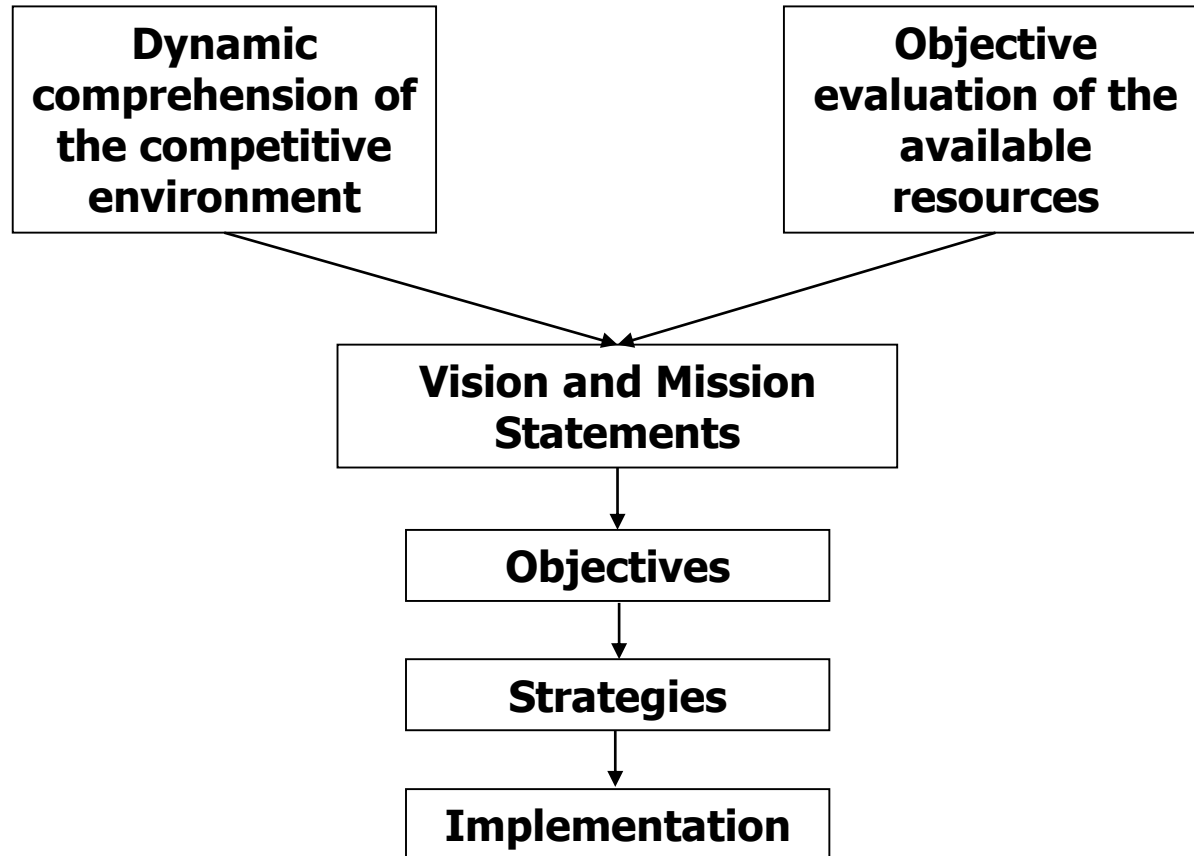 Dynamic
comprehension of
the competitive
environment
Objective
evaluation of the
available
resources
Vision and Mission
Statements
Objectives
Strategies
Implementation